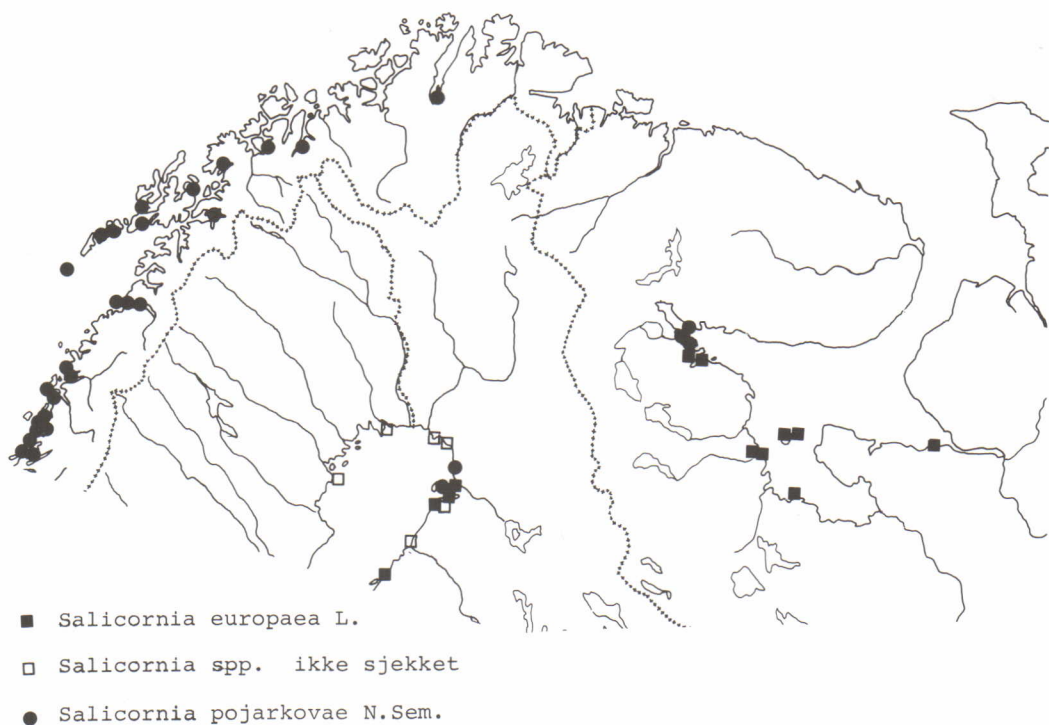 Salicornia europaea L.
Salicornia spp. ikke sjekket
Salicornia pojarkovae N.Sem.